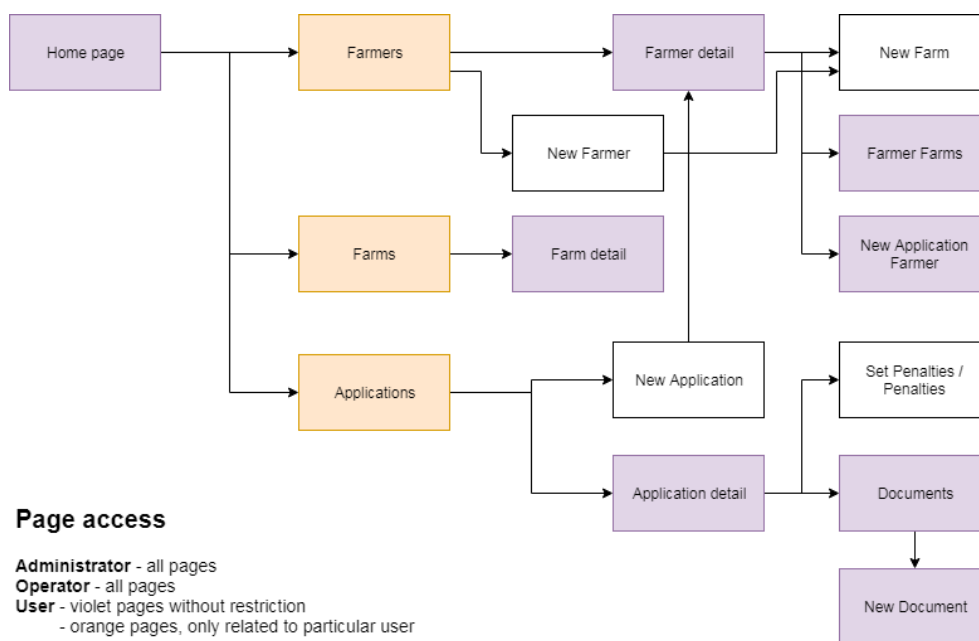 Home page
Farmers
Farmer detail
New Farm
New Farmer
Farmer Farms
Farms
Farm detail
New Application
Farmer
Applications
New Application
Set Penalties /
Penalties
Application detail
Documents
New Document
Page access
Administrator - all pages
Operator - all pages
User - violet pages without restriction
- orange pages, only related to particular user